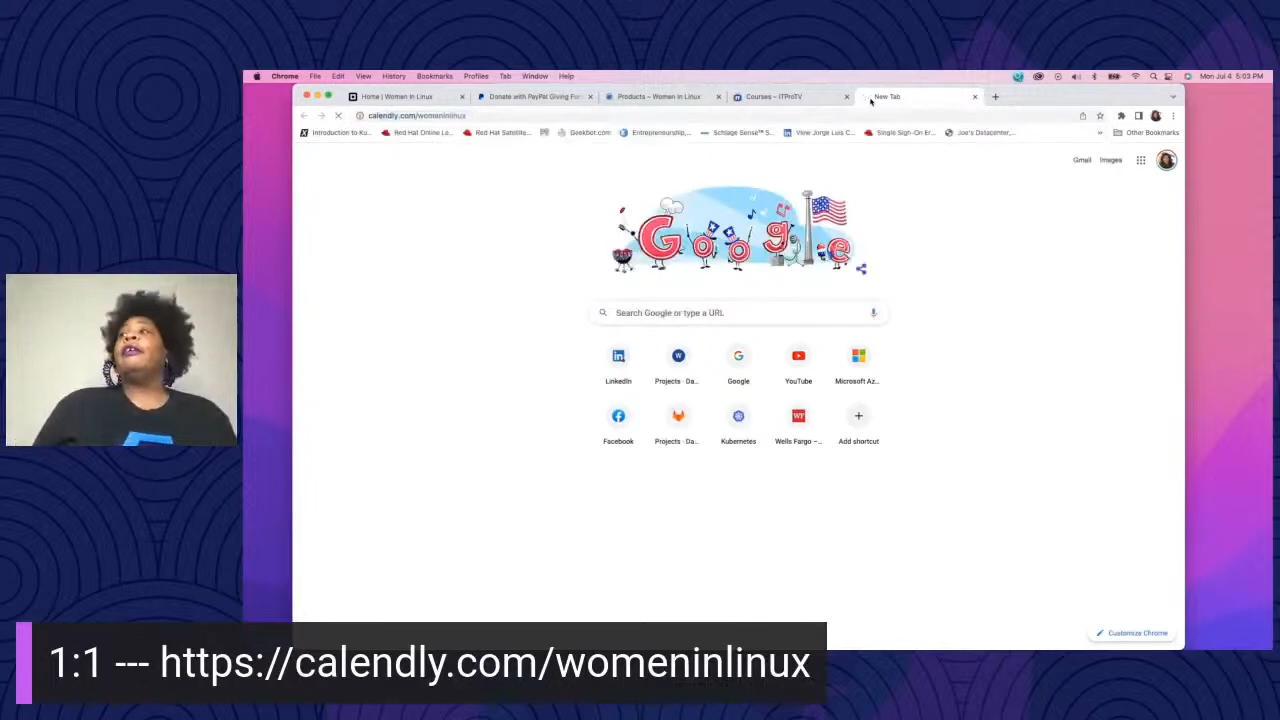 Chrome File Edit View History Bookmarks Profiles Tab Window Help Mon Jul 4 5:03 PM
Home | Women In Linux Donate with PayPal Giving Fun Products – Women In Linux Courses – ITProTV New Tab
calendly.com/womeninlinux
Introduction to Ku... Red Hat Online Le... Red Hat Satellite... Geekbot.com Entrepreneurship,... Schlage Sense™ S... View Jorge Luis C... Single Sign-On Er... Joe's Datacenter,... » Other Bookmarks
Gmail Images
Google
Search Google or type a URL
LinkedIn Projects · Da... Google YouTube Microsoft Az...
Facebook Projects · Da... Kubernetes Wells Fargo –... Add shortcut
Customize Chrome
1:1 --- https://calendly.com/womeninlinux